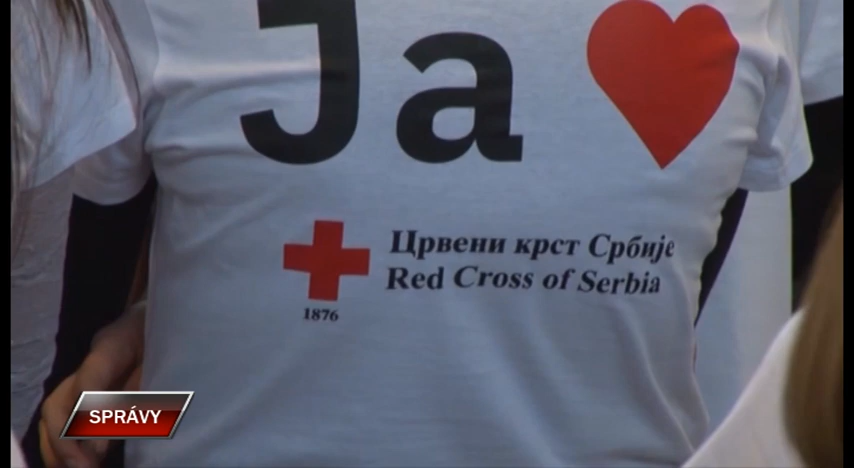 Ja
Црвени крст Србије
Red Cross of Serbia
1876
SPRÁVY